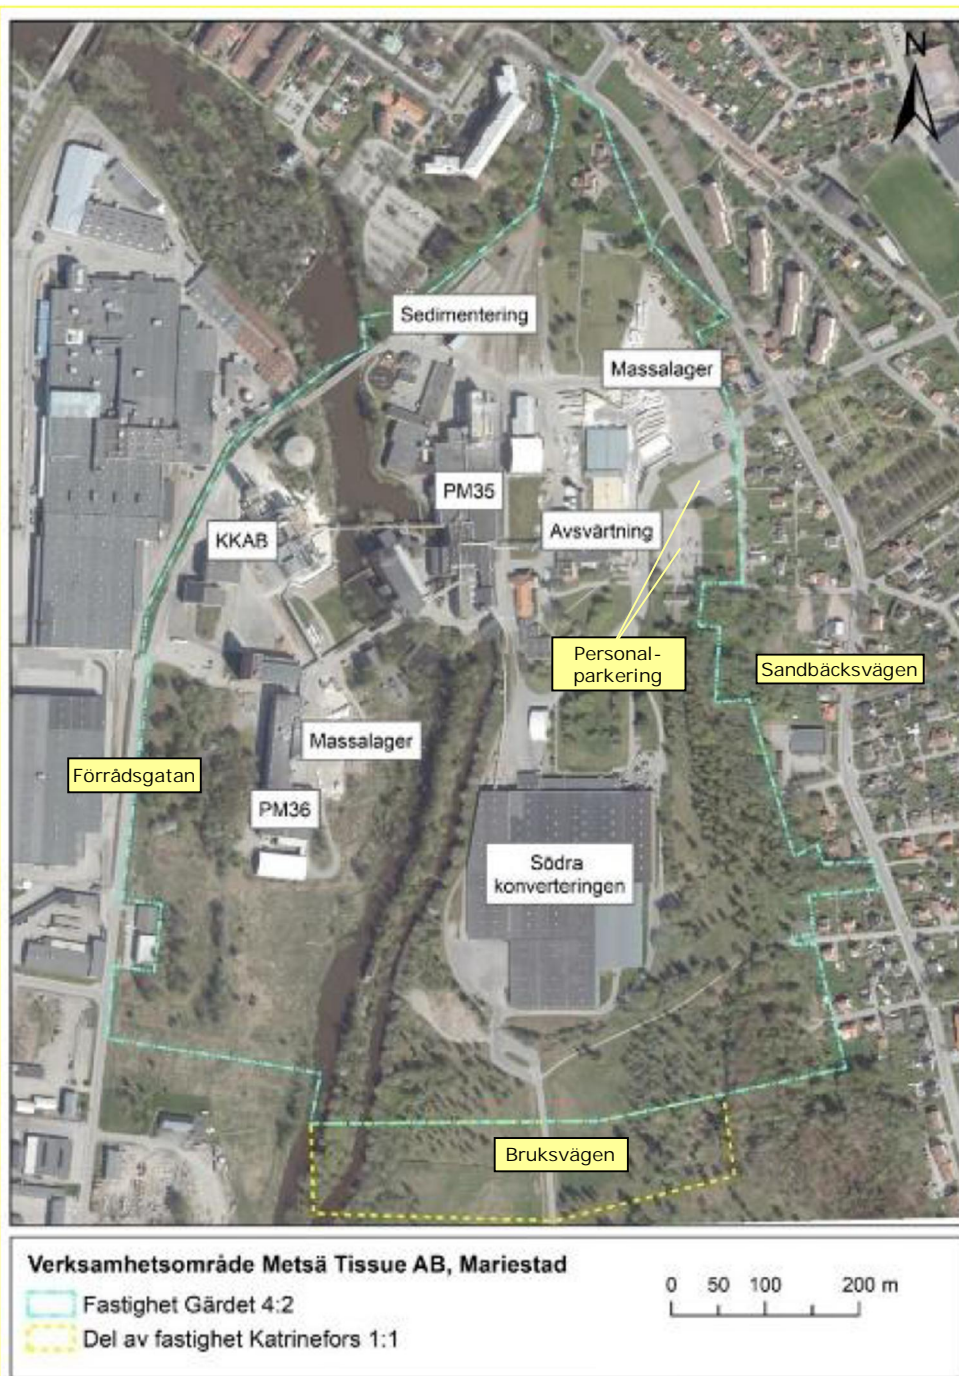 N
Sedimentering
Massalager
PM35
KKAB
Avsvärtning
Personal-
parkering
Sandbäcksvägen
Massalager
Förrådsgatan
PM36
Södra
konverteringen
Bruksvägen
Verksamhetsområde Metsä Tissue AB, Mariestad
Fastighet Gärdet 4:2
Del av fastighet Katrinefors 1:1
0 50 100 200 m